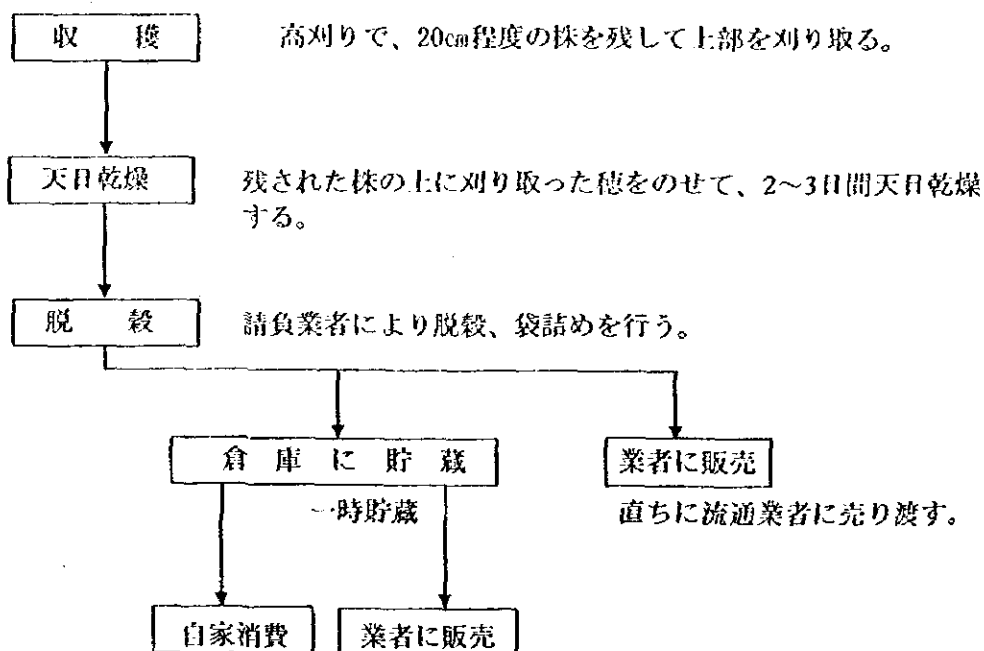 収穫
高刈りで、20cm程度の株を残して上部を刈り取る。
天日乾燥
残された株の上に刈り取った穂をのせて、2〜3日間天日乾燥
する。
脱穀
請負業者により脱穀、袋詰めを行う。
倉庫に貯蔵
業者に販売
一時貯蔵
直ちに流通業者に売り渡す。
自家消費
業者に販売